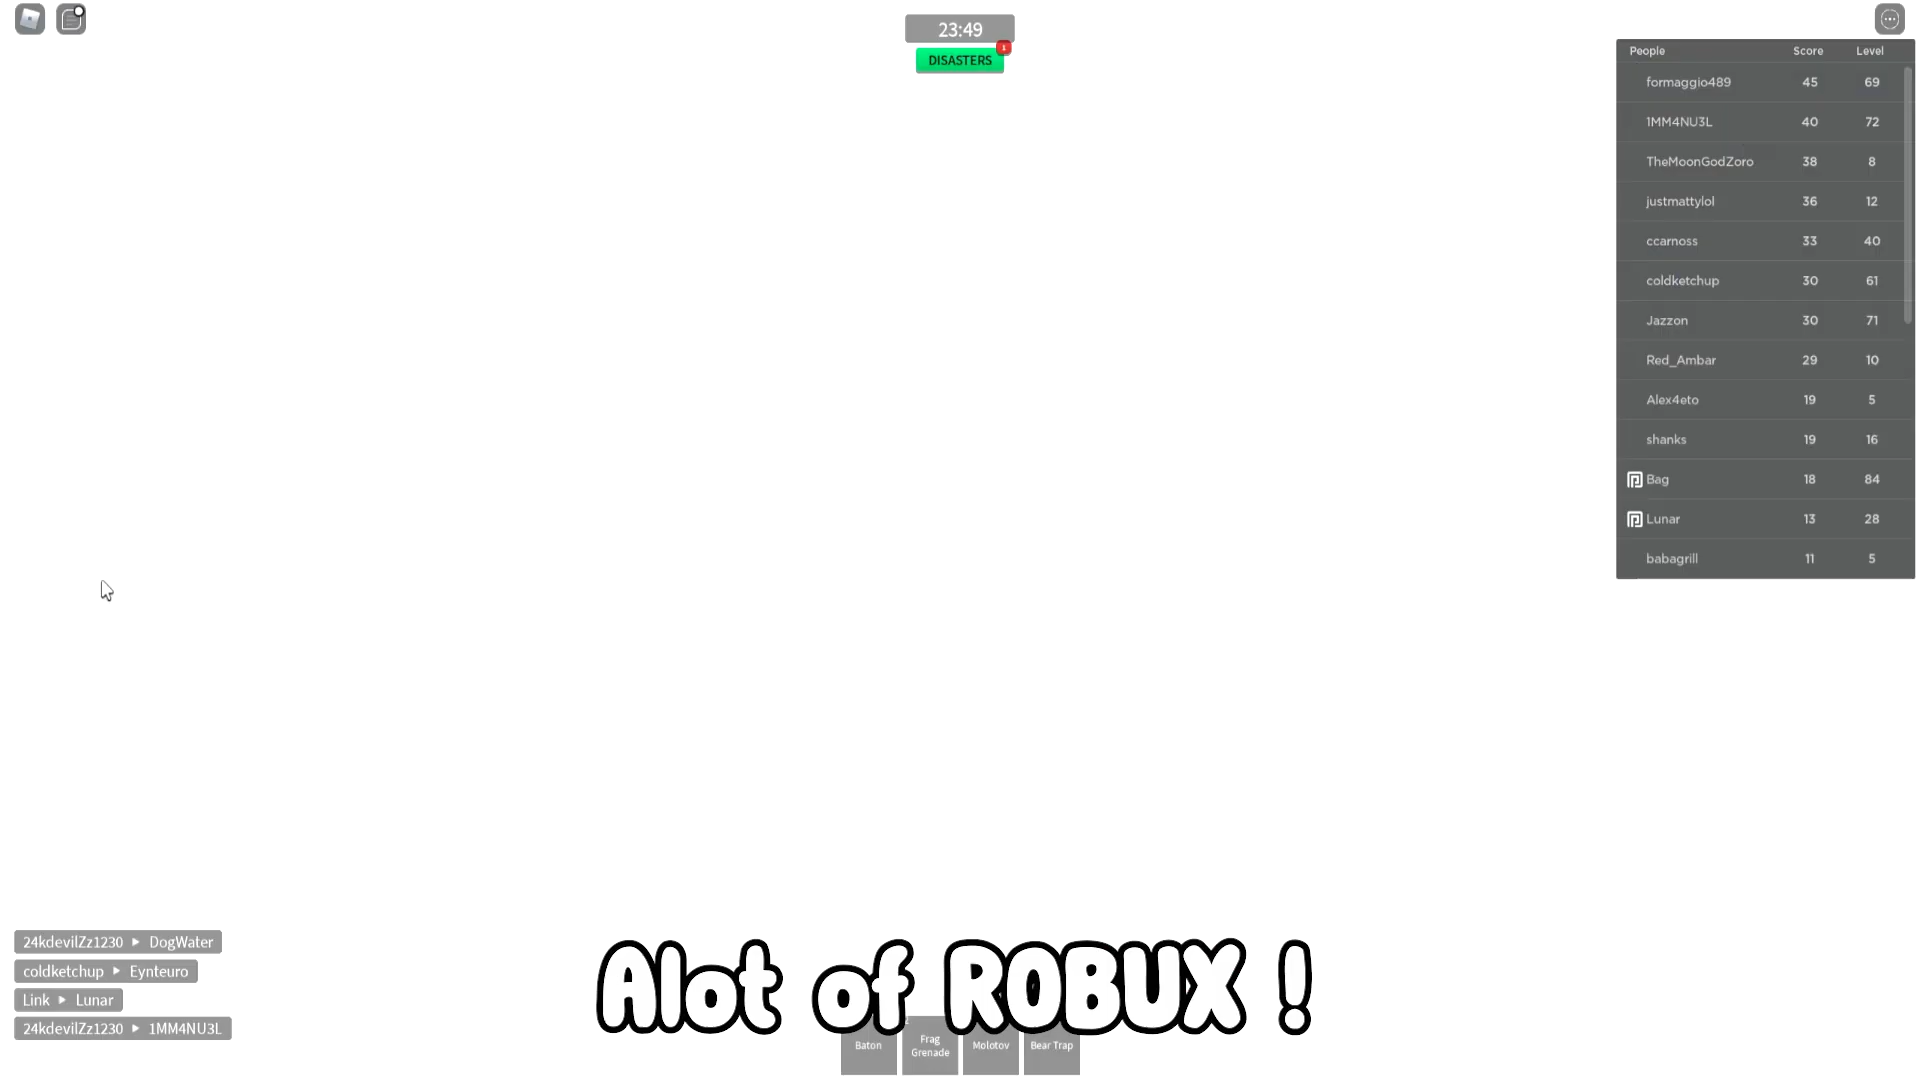 23:49
DISASTERS
1
People Score Level
formaggio489 45 69
1MM4NU3L 40 72
TheMoonGodZoro 38 8
justmattylol 36 12
ccarnoss 33 40
coldketchup 30 61
Jazzon 30 71
Red_Ambar 29 10
Alex4eto 19 5
shanks 19 16
Bag 18 84
Lunar 13 28
babagrill 11 5
24kdevilZz1230 ▸ DogWater
coldketchup ▸ Eynteuro
Link ▸ Lunar
24kdevilZz1230 ▸ 1MM4NU3L
Alot of ROBUX !
Baton
Frag Grenade
Molotov
Bear Trap